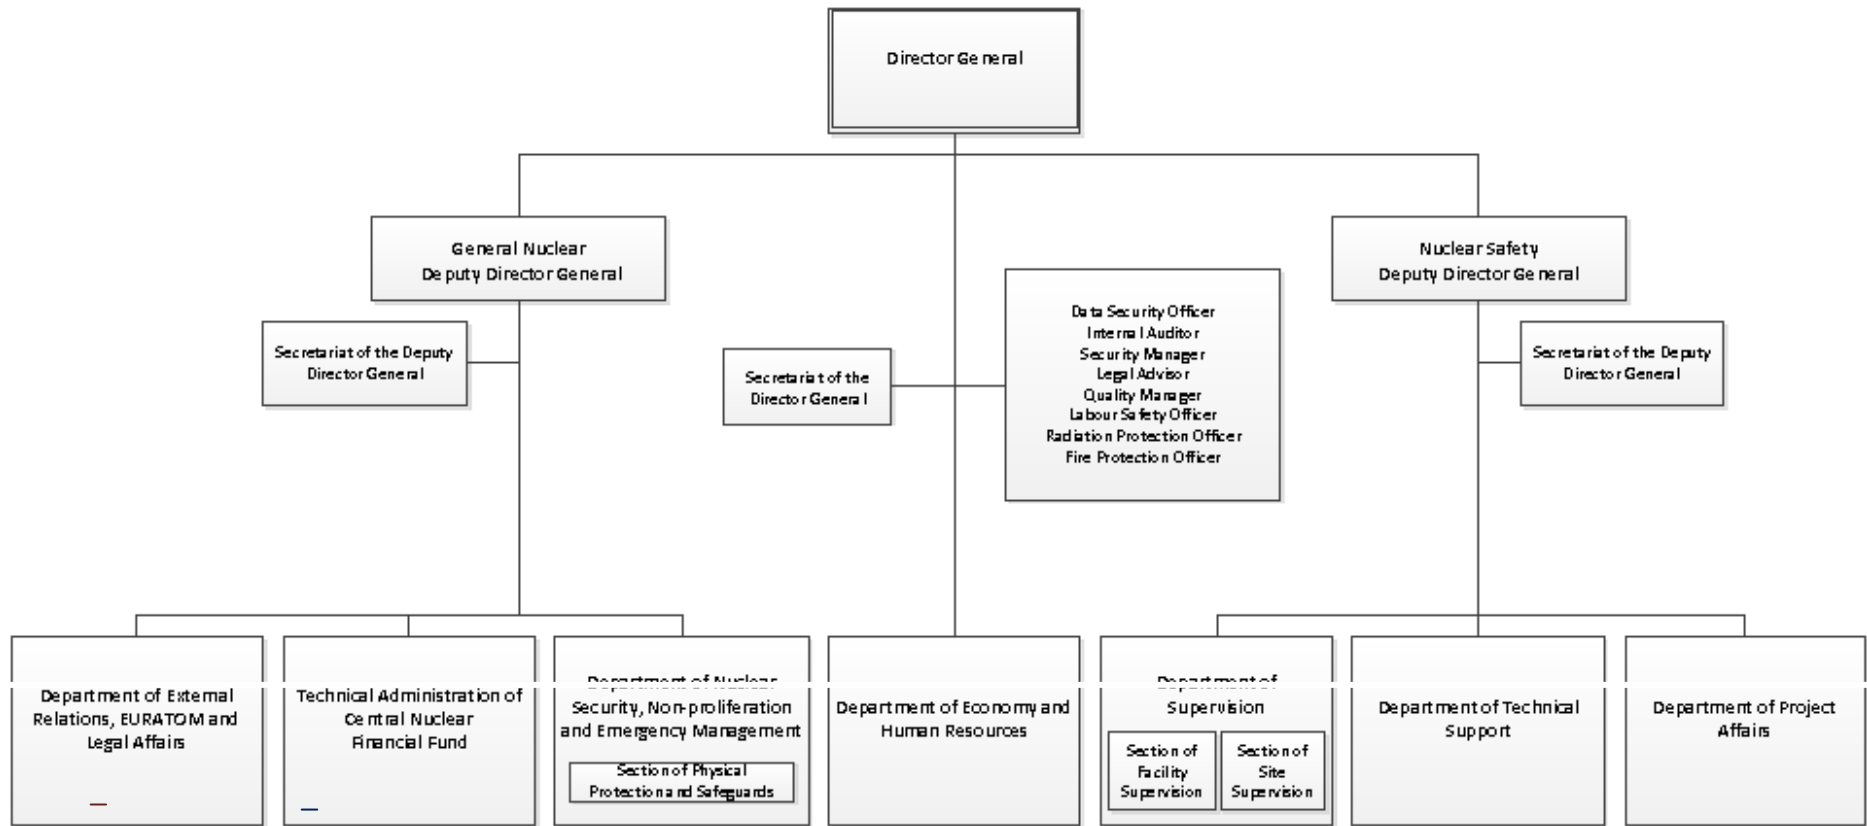 Director General
General Nuclear
Deputy Director General
Nuclear Safety
Deputy Director General
Secretariat of the Deputy
Director General
Secretariat of the
Director General
Data Security Officer
Internal Auditor
Security Manager
Legal Advisor
Quality Manager
Labour Safety Officer
Radiation Protection Officer
Fire Protection Officer
Secretariat of the Deputy
Director General
Department of External
Relations, EURATOM and
Legal Affairs
Technical Administration of
Central Nuclear
Financial Fund
Department of Nuclear
Security, Non-proliferation
and Emergency Management
Section of Physical
Protection and Safeguards
Department of Economy and
Human Resources
Department of
Supervision
Section of
Facility
Supervision
Section of
Site
Supervision
Department of Technical
Support
Department of Project
Affairs